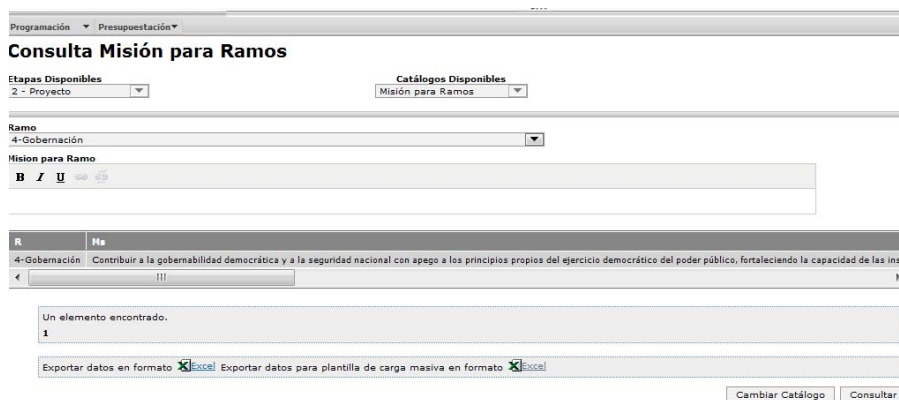 Programación Presupuestación
Consulta Misión para Ramos
Etapas Disponibles Catálogos Disponibles
2 - Proyecto Misión para Ramos
Ramo
4-Gobernación
Mision para Ramo
B I U
R Ms
4-Gobernación Contribuir a la gobernabilidad democrática y a la seguridad nacional con apego a los principios propios del ejercicio democrático del poder público, fortaleciendo la capacidad de las ins
Un elemento encontrado.
1
Exportar datos en formato Excel Exportar datos para plantilla de carga masiva en formato Excel
Cambiar Catálogo Consultar